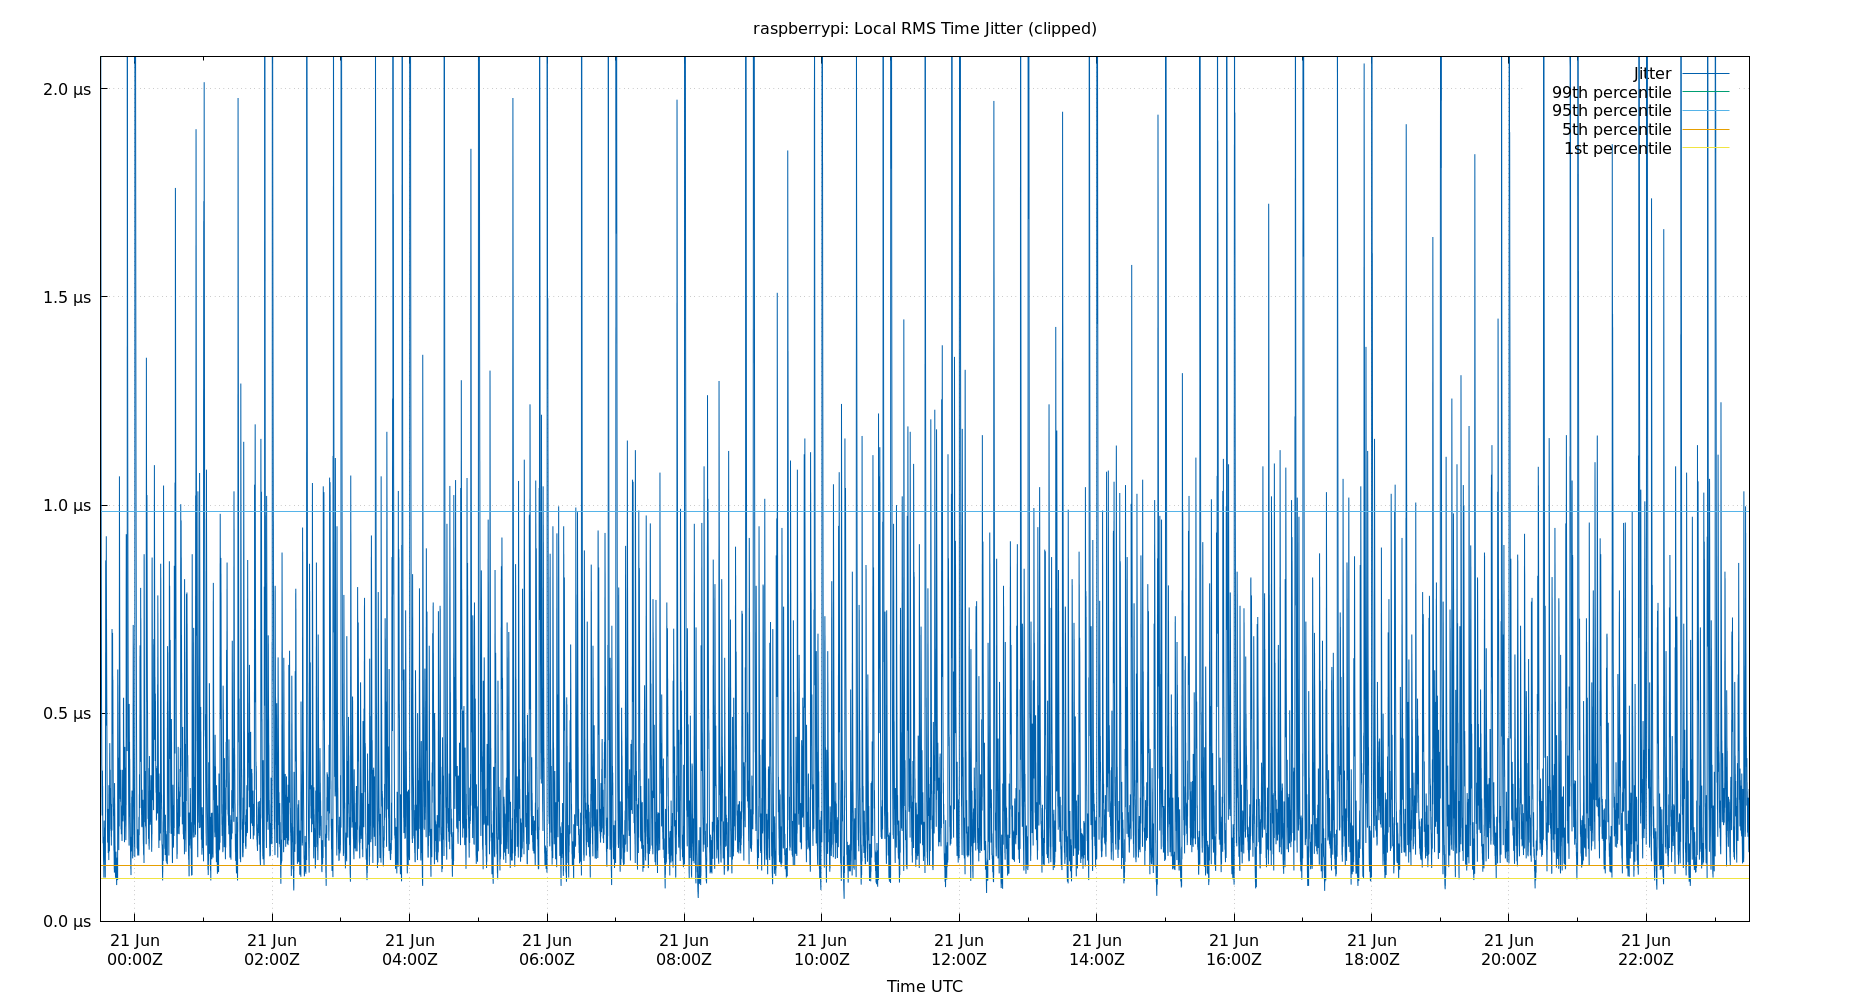 raspberrypi: Local RMS Time Jitter (clipped)
Jitter
99th percentile
95th percentile
5th percentile
1st percentile
2.0 µs
1.5 µs
1.0 µs
0.5 µs
0.0 µs
21 Jun 21 Jun 21 Jun 21 Jun 21 Jun 21 Jun 21 Jun 21 Jun 21 Jun 21 Jun 21 Jun 21 Jun
00:00Z 02:00Z 04:00Z 06:00Z 08:00Z 10:00Z 12:00Z 14:00Z 16:00Z 18:00Z 20:00Z 22:00Z
Time UTC